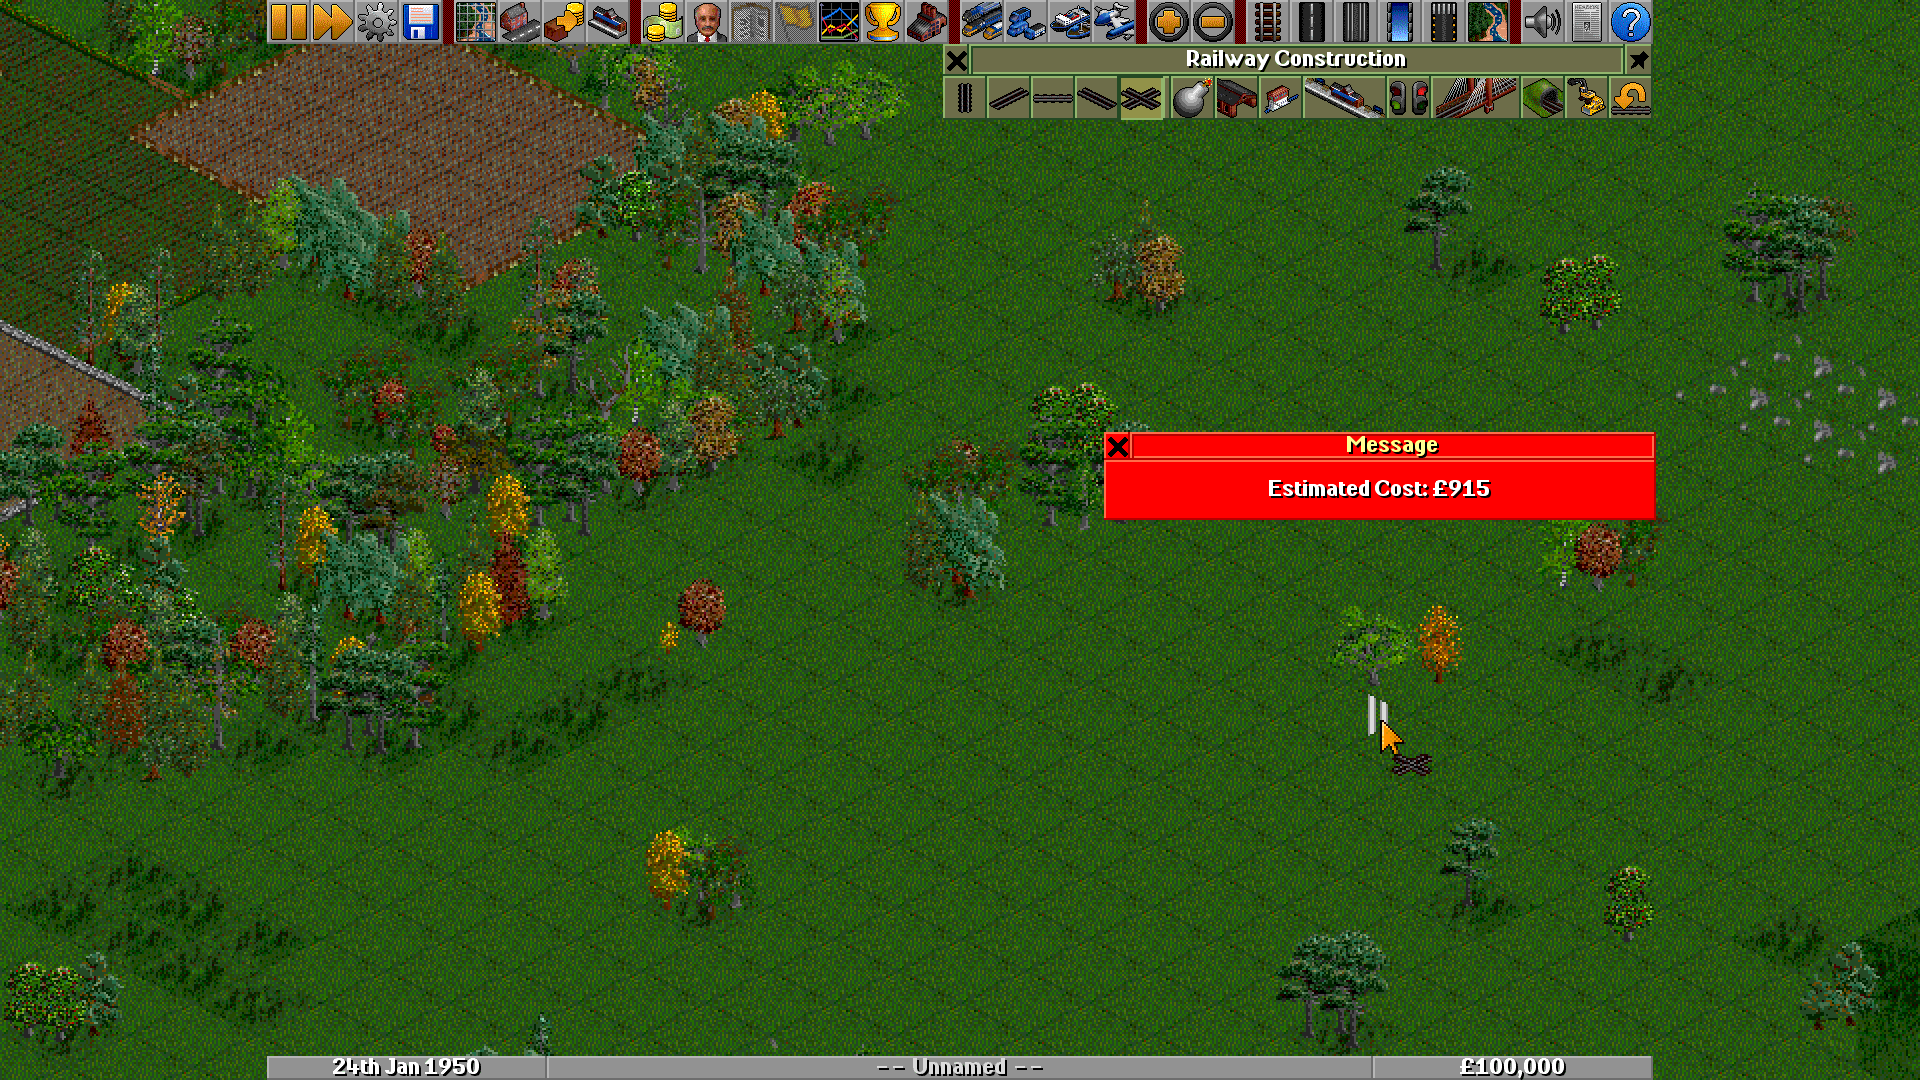 Railway Construction
Message
Estimated Cost: £915
24th Jan 1950
-- Unnamed --
£100,000